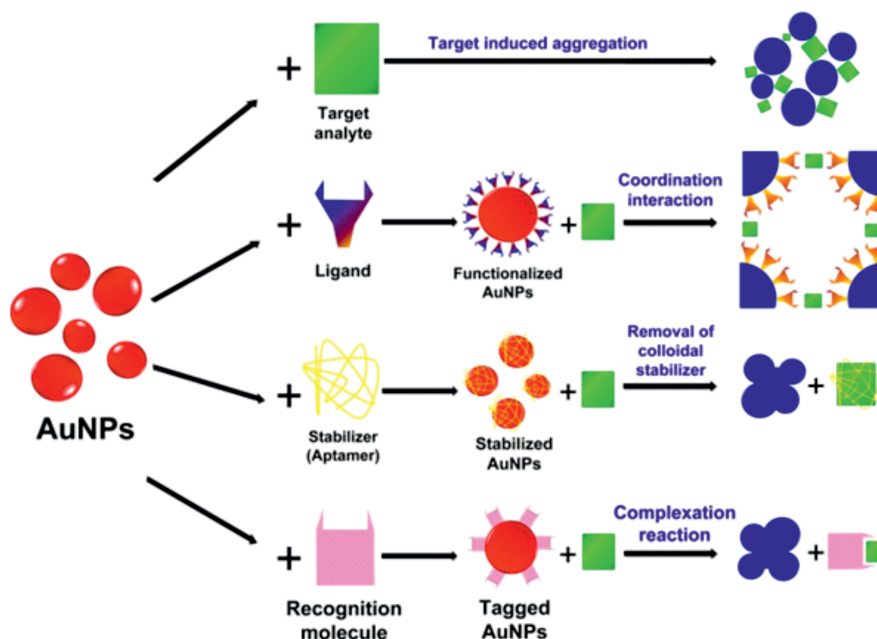 +
Target induced aggregation
Target
analyte
+
Ligand
Functionalized
AuNPs
+
Coordination
interaction
AuNPs
+
Stabilizer
(Aptamer)
Stabilized
AuNPs
+
Removal of
colloidal
stabilizer
+
+
Recognition
molecule
Tagged
AuNPs
+
Complexation
reaction
+